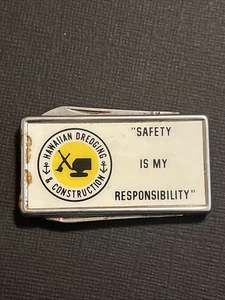 HAWAIIAN DREDGING
& CONSTRUCTION
"SAFETY
IS MY
RESPONSIBILITY"